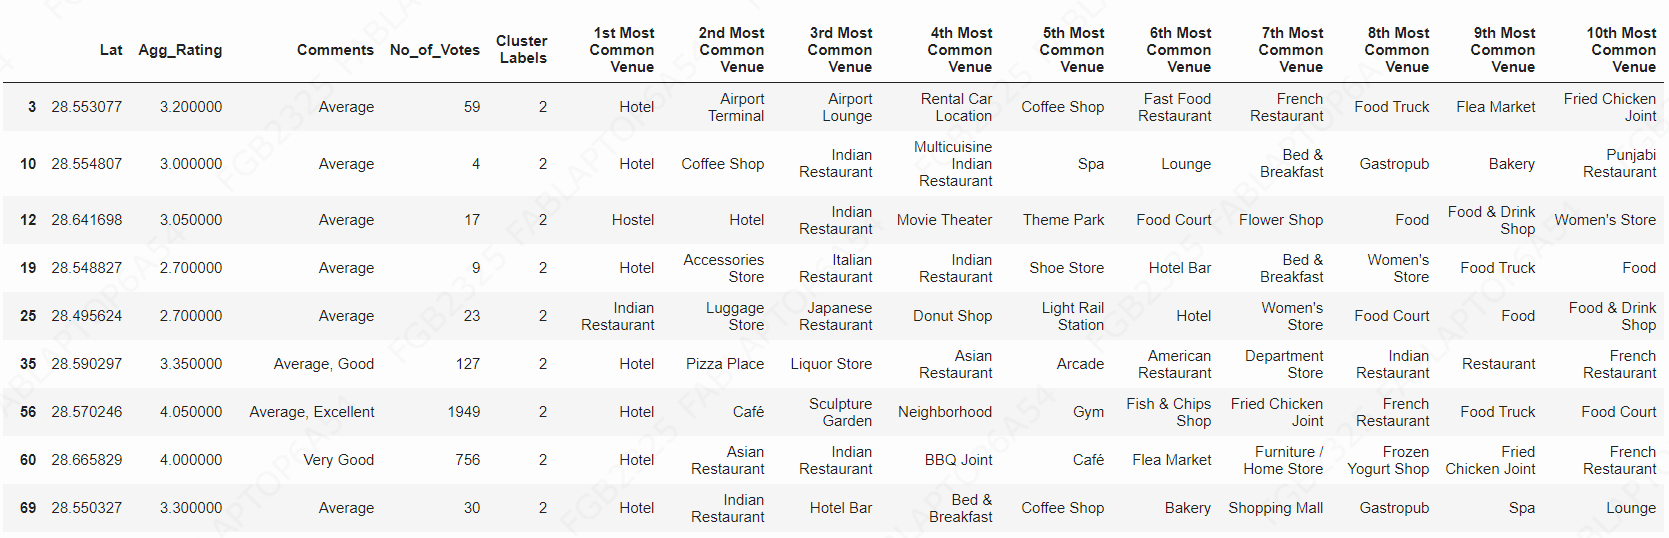 Lat Agg_Rating Comments No_of_Votes Cluster Labels 1st Most Common Venue 2nd Most Common Venue 3rd Most Common Venue 4th Most Common Venue 5th Most Common Venue 6th Most Common Venue 7th Most Common Venue 8th Most Common Venue 9th Most Common Venue 10th Most Common Venue
3 28.553077 3.200000 Average 59 2 Hotel Airport Terminal Airport Lounge Rental Car Location Coffee Shop Fast Food Restaurant French Restaurant Food Truck Flea Market Fried Chicken Joint
10 28.554807 3.000000 Average 4 2 Hotel Coffee Shop Indian Restaurant Multicuisine Indian Restaurant Spa Lounge Bed & Breakfast Gastropub Bakery Punjabi Restaurant
12 28.641698 3.050000 Average 17 2 Hostel Hotel Indian Restaurant Movie Theater Theme Park Food Court Flower Shop Food Food & Drink Shop Women's Store
19 28.548827 2.700000 Average 9 2 Hotel Accessories Store Italian Restaurant Indian Restaurant Shoe Store Hotel Bar Bed & Breakfast Women's Store Food Truck Food
25 28.495624 2.700000 Average 23 2 Indian Restaurant Luggage Store Japanese Restaurant Donut Shop Light Rail Station Hotel Women's Store Food Court Food Food & Drink Shop
35 28.590297 3.350000 Average, Good 127 2 Hotel Pizza Place Liquor Store Asian Restaurant Arcade American Restaurant Department Store Indian Restaurant Restaurant French Restaurant
56 28.570246 4.050000 Average, Excellent 1949 2 Hotel Café Sculpture Garden Neighborhood Gym Fish & Chips Shop Fried Chicken Joint French Restaurant Food Truck Food Court
60 28.665829 4.000000 Very Good 756 2 Hotel Asian Restaurant Indian Restaurant BBQ Joint Café Flea Market Furniture / Home Store Frozen Yogurt Shop Fried Chicken Joint French Restaurant
69 28.550327 3.300000 Average 30 2 Hotel Indian Restaurant Hotel Bar Bed & Breakfast Coffee Shop Bakery Shopping Mall Gastropub Spa Lounge
FGB2325 FABLAPTOP6A54